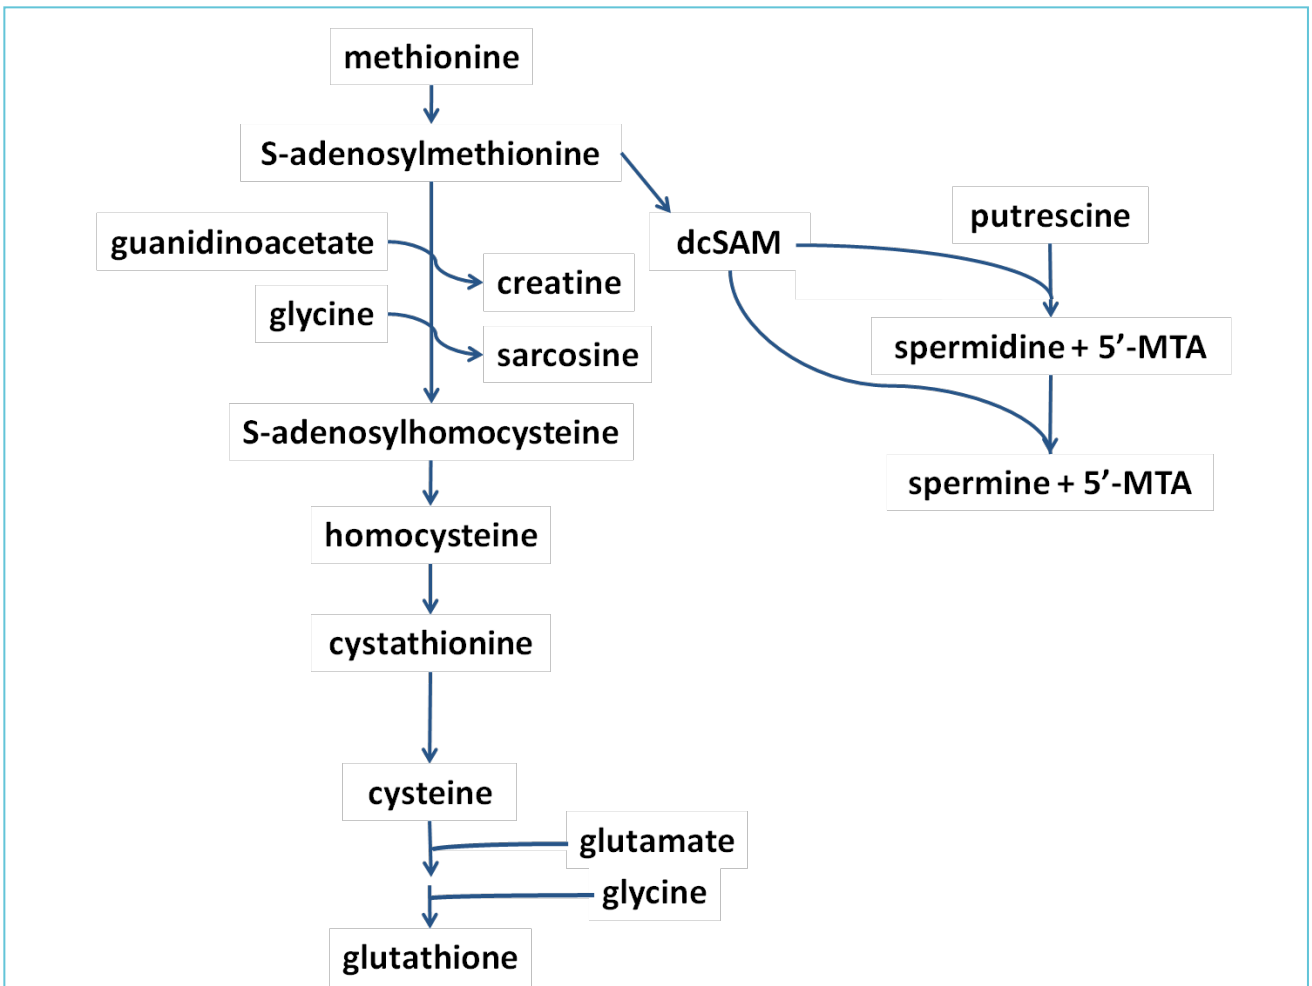 methionine
S-adenosylmethionine
guanidinoacetate
dcSAM
putrescine
creatine
glycine
sarcosine
spermidine + 5’-MTA
S-adenosylhomocysteine
spermine + 5’-MTA
homocysteine
cystathionine
cysteine
glutamate
glycine
glutathione